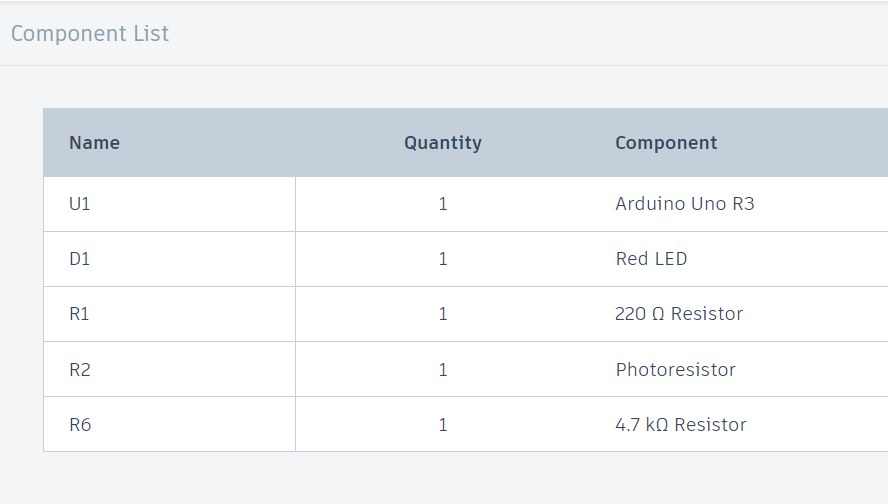 Component List
Name Quantity Component
U1 1 Arduino Uno R3
D1 1 Red LED
R1 1 220 Ω Resistor
R2 1 Photoresistor
R6 1 4.7 kΩ Resistor